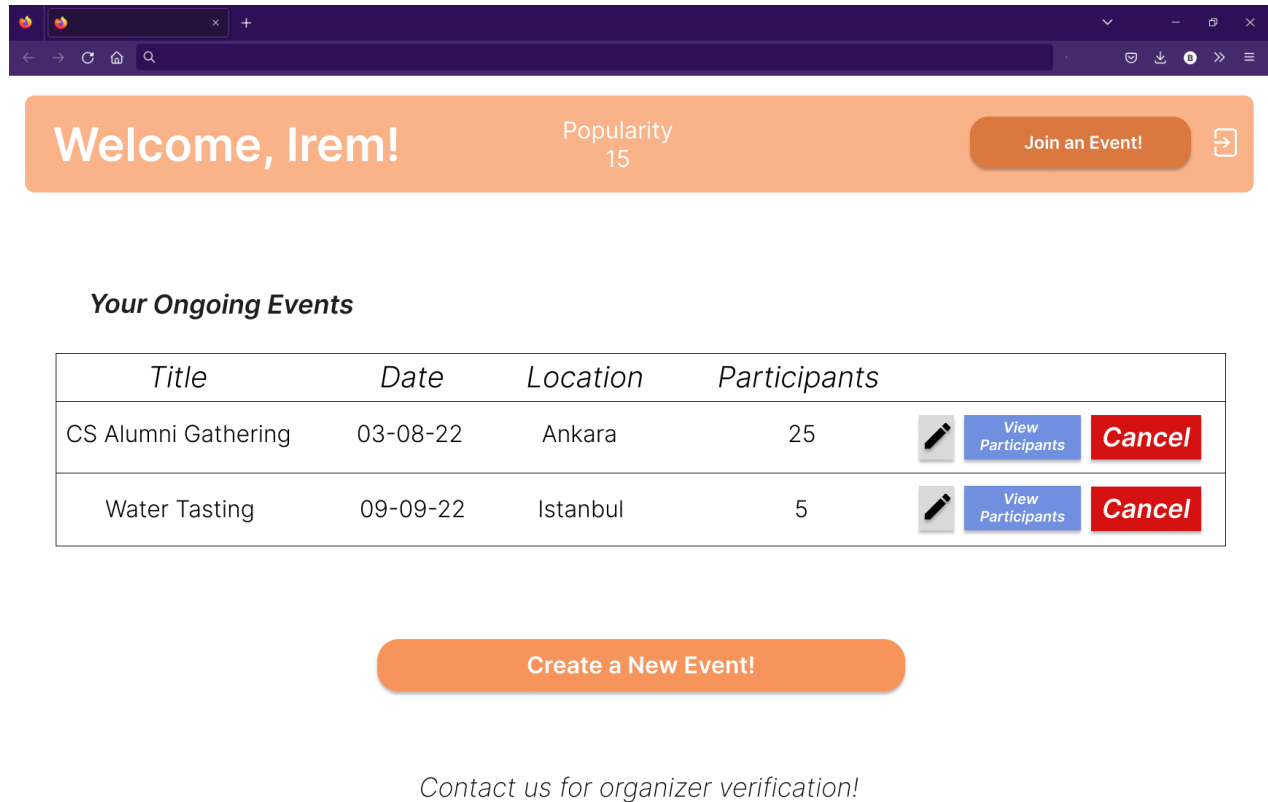 Welcome, Irem!
Popularity
15
Join an Event!
Your Ongoing Events
Title Date Location Participants
CS Alumni Gathering 03-08-22 Ankara 25 View Participants Cancel
Water Tasting 09-09-22 Istanbul 5 View Participants Cancel
Create a New Event!
Contact us for organizer verification!